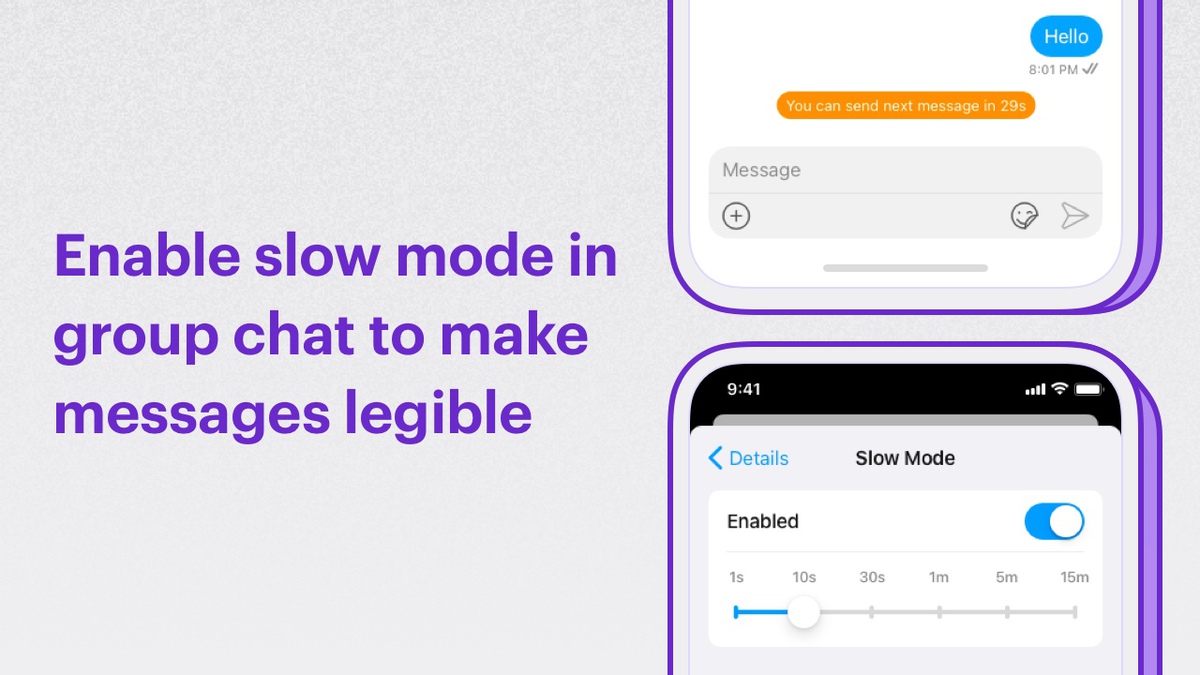 Enable slow mode in
group chat to make
messages legible
Hello
8:01 PM
You can send next message in 29s
Message
9:41
Details Slow Mode
Enabled
1s 10s 30s 1m 5m 15m